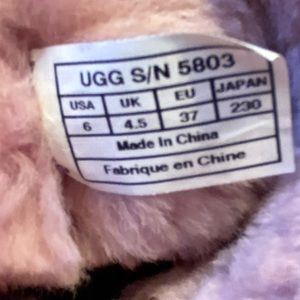 UGG S/N 5803
USA UK EU JAPAN
6 4.5 37 230
Made In China
Fabrique en Chine